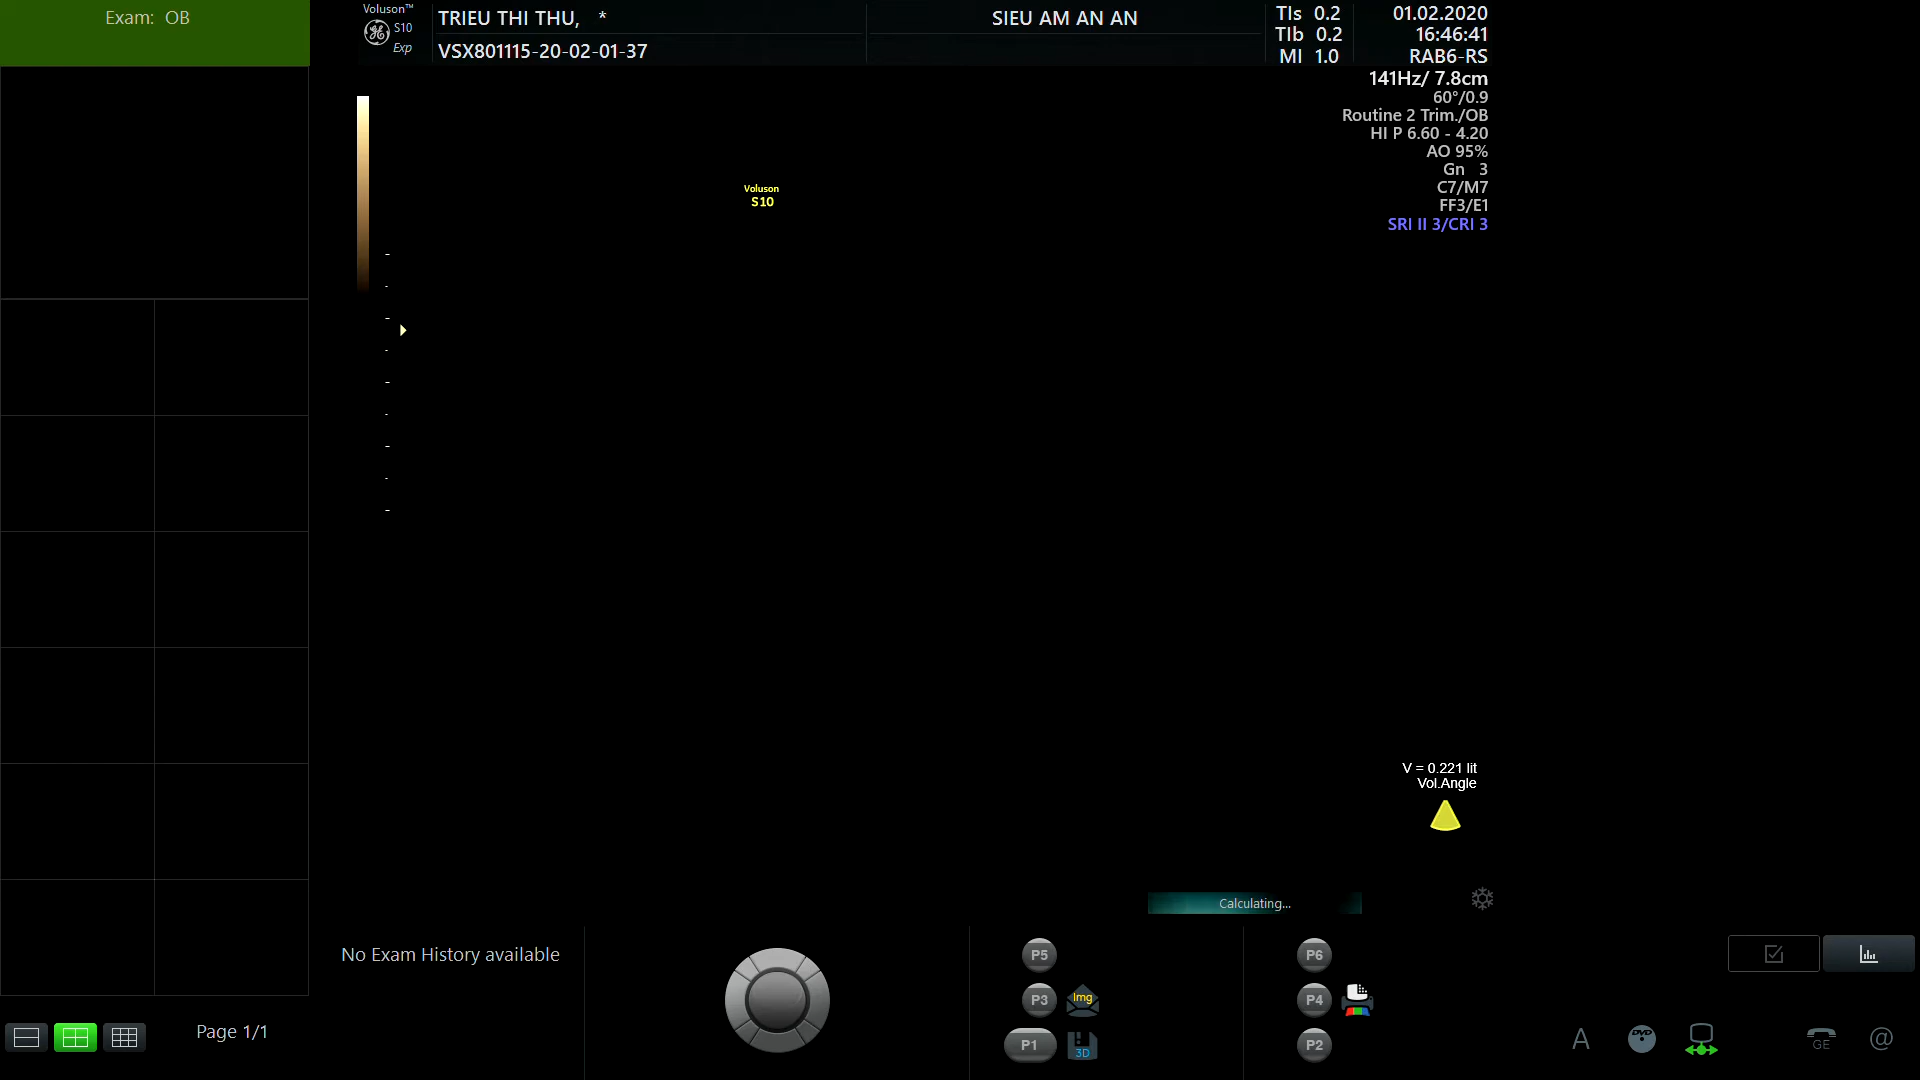 Exam: OB
Voluson™
S10
Exp
TRIEU THI THU, *
VSX801115-20-02-01-37
SIEU AM AN AN
TIs 0.2
TIb 0.2
MI 1.0
01.02.2020
16:46:41
RAB6-RS
141Hz/ 7.8cm
60°/0.9
Routine 2 Trim./OB
HI P 6.60 - 4.20
AO 95%
Gn 3
C7/M7
FF3/E1
SRI II 3/CRI 3
Voluson
S10
V = 0.221 lit
Vol.Angle
Calculating...
No Exam History available
P5
P3
Img
P1
3D
P6
P4
P2
Page 1/1
A
DVD
GE
@